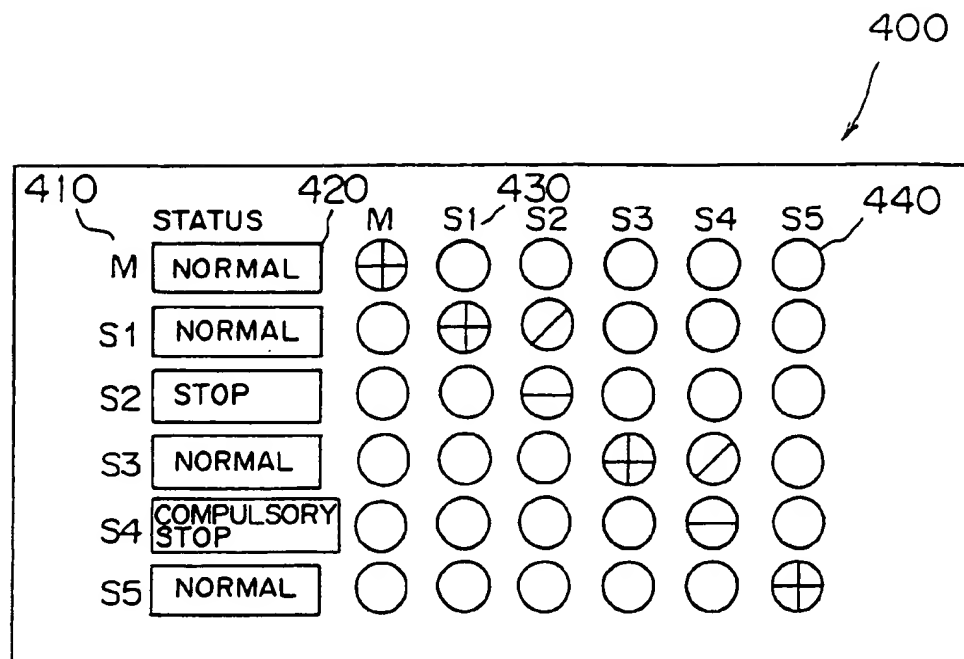 400
410 420 430 440
STATUS M S1 S2 S3 S4 S5
M NORMAL
S1 NORMAL
S2 STOP
S3 NORMAL
S4 COMPULSORY
STOP
S5 NORMAL